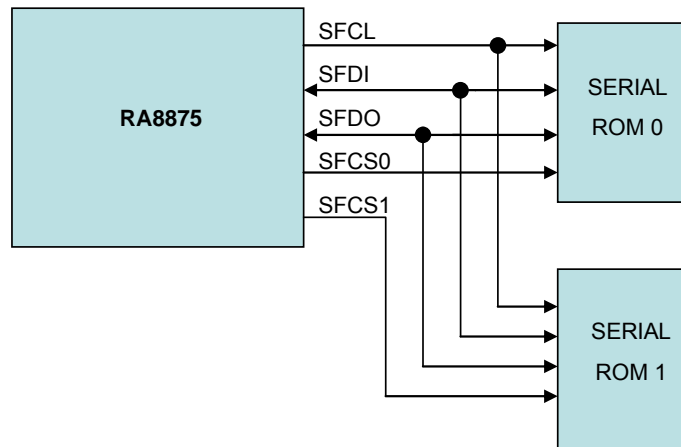 RA8875
SFCL
SFDI
SFDO
SFCS0
SFCS1
SERIAL
ROM 0
SERIAL
ROM 1